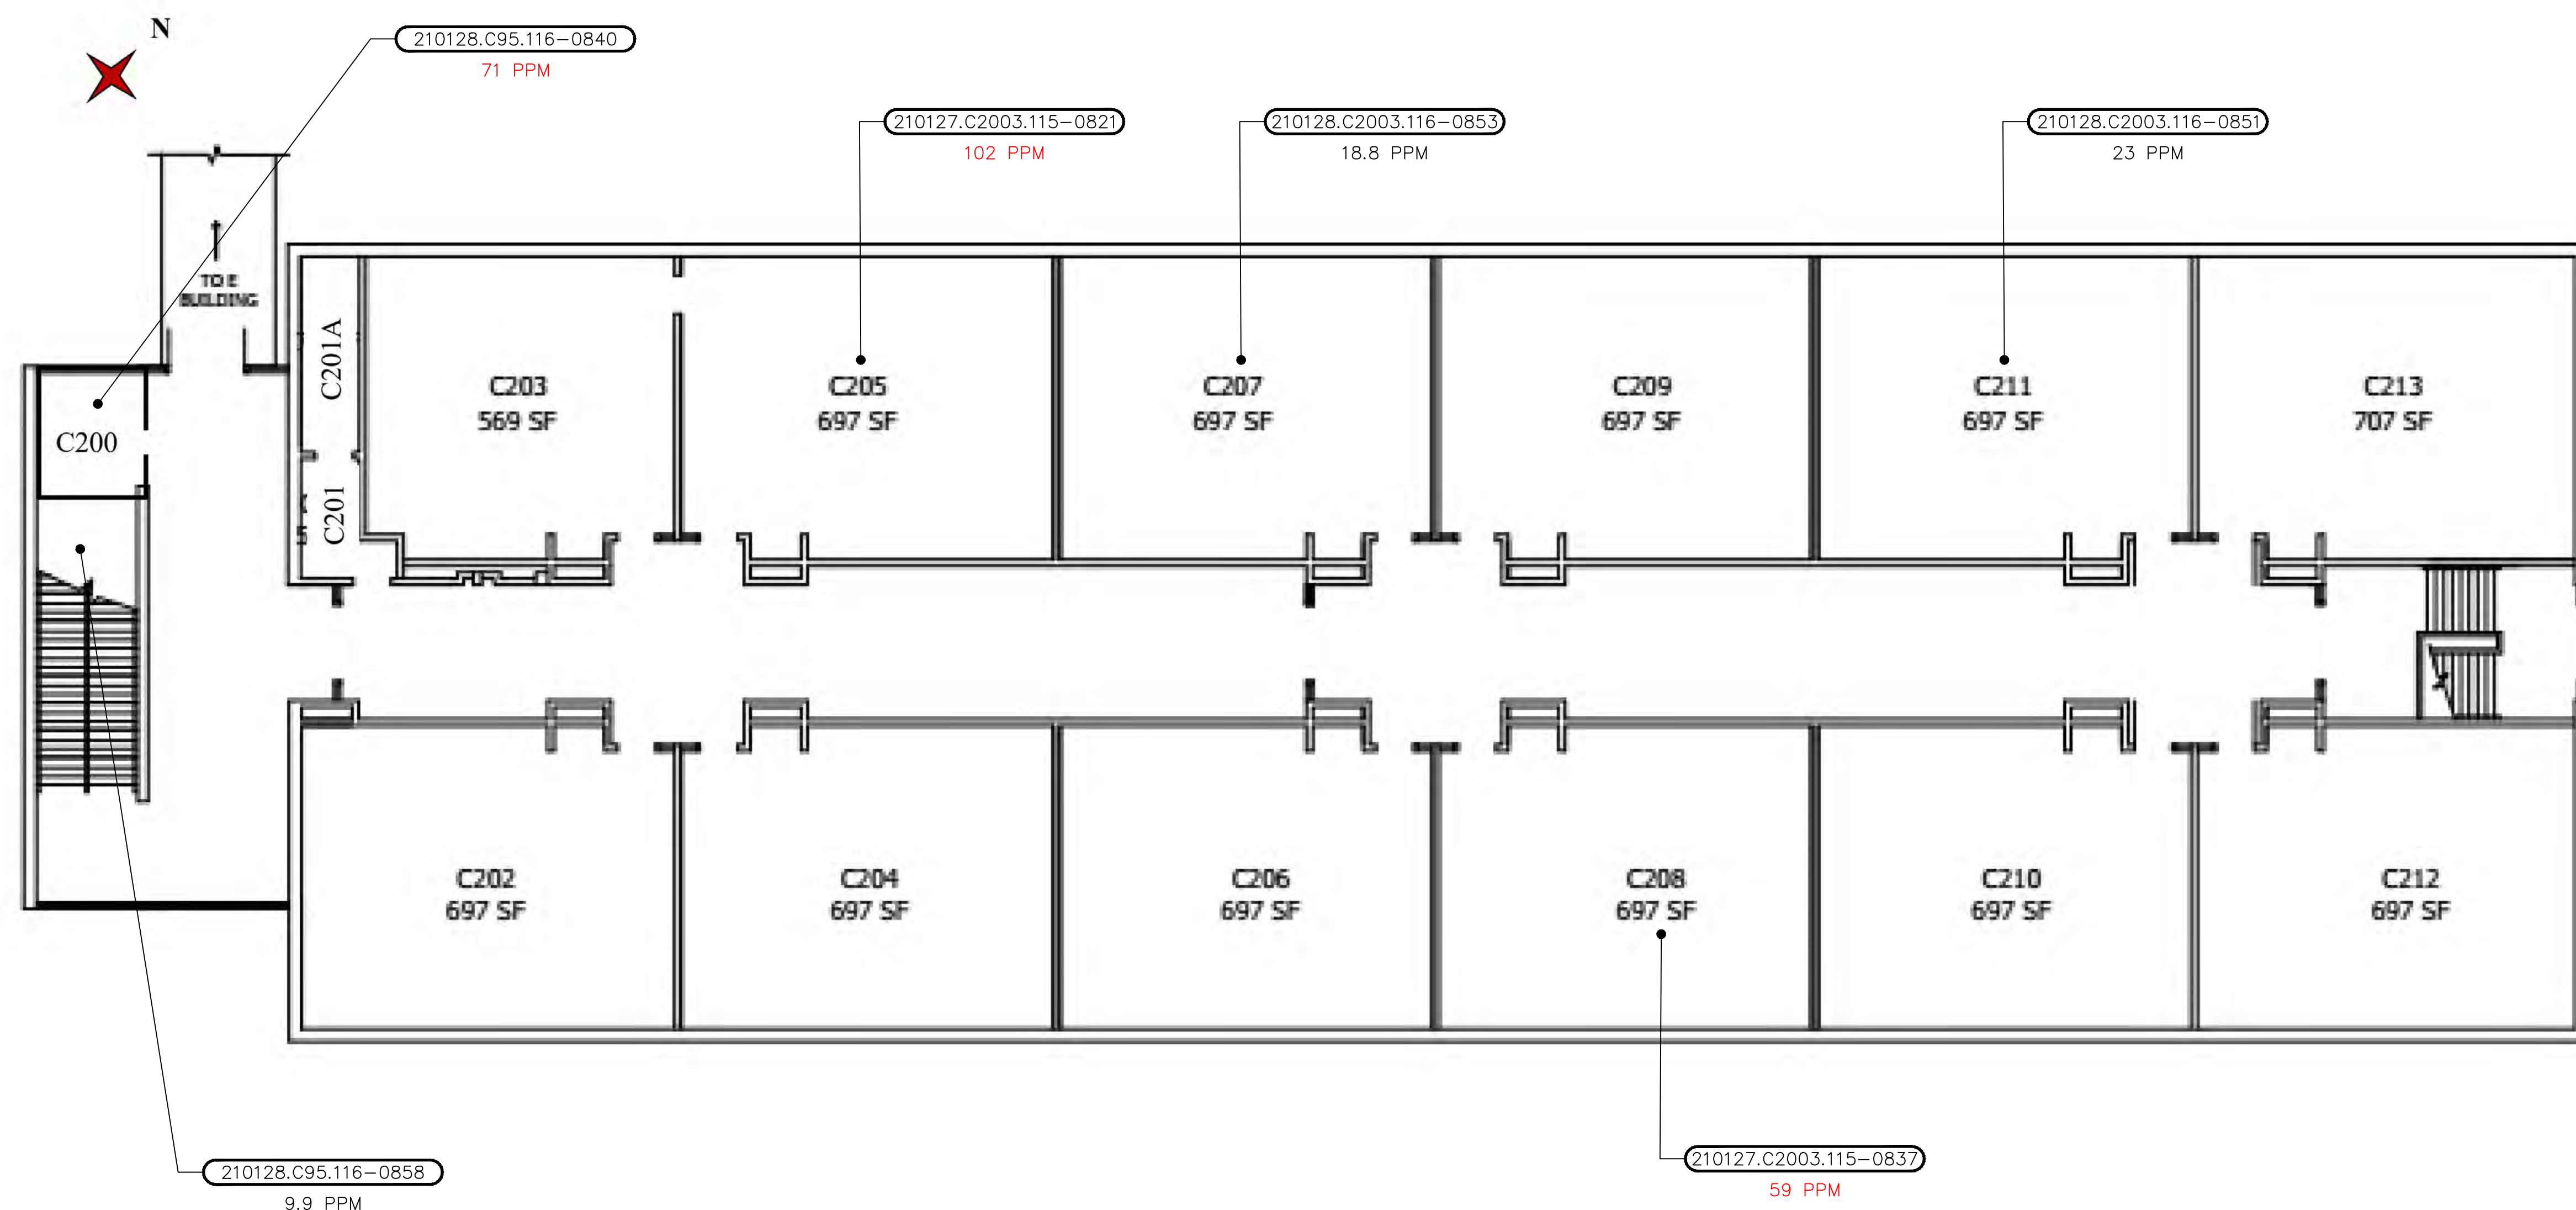 N
210128.C95.116-0840
71 PPM
210127.C2003.115-0821
102 PPM
210128.C2003.116-0853
18.8 PPM
210128.C2003.116-0851
23 PPM
TO E
BUILDING
C201A
C203
569 SF
C205
697 SF
C207
697 SF
C209
697 SF
C211
697 SF
C213
707 SF
C200
C201
C202
697 SF
C204
697 SF
C206
697 SF
C208
697 SF
C210
697 SF
C212
697 SF
210128.C95.116-0858
9.9 PPM
210127.C2003.115-0837
59 PPM